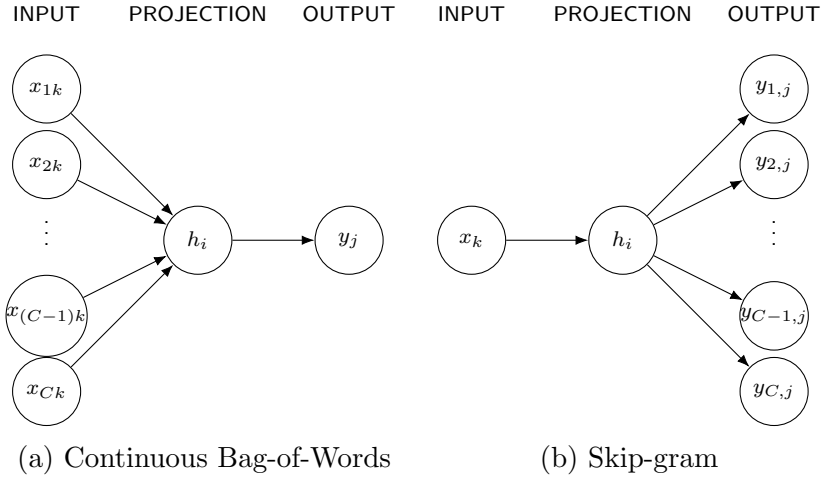 INPUT PROJECTION OUTPUT
x_{1k}
x_{2k}
⋮
x_{(C−1)k}
x_{Ck}
h_i
y_j
(a) Continuous Bag-of-Words
INPUT PROJECTION OUTPUT
x_k
h_i
y_{1,j}
y_{2,j}
⋮
y_{C−1,j}
y_{C,j}
(b) Skip-gram